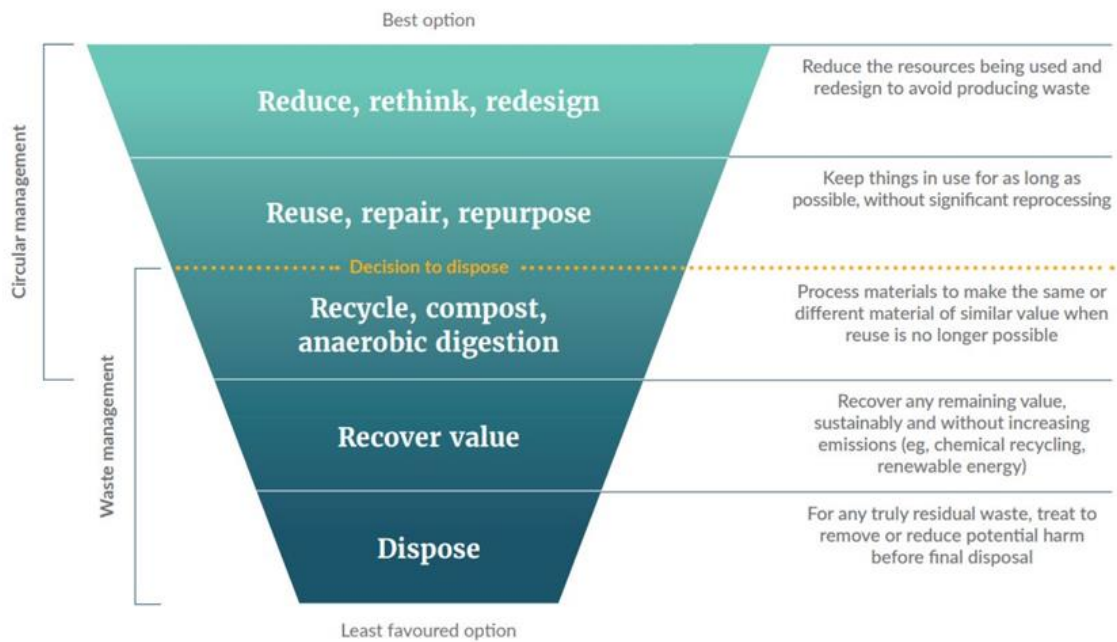 Best option
Circular management
Waste management
Reduce, rethink, redesign
Reduce the resources being used and
redesign to avoid producing waste
Reuse, repair, repurpose
Keep things in use for as long as
possible, without significant reprocessing
Decision to dispose
Recycle, compost,
anaerobic digestion
Process materials to make the same or
different material of similar value when
reuse is no longer possible
Recover value
Recover any remaining value,
sustainably and without increasing
emissions (eg, chemical recycling,
renewable energy)
Dispose
For any truly residual waste, treat to
remove or reduce potential harm
before final disposal
Least favoured option